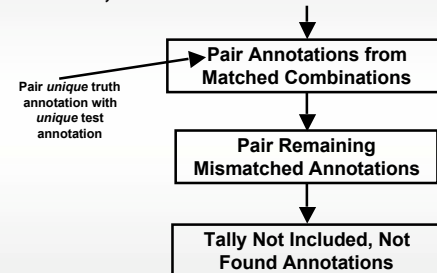 Pair Annotations from
Matched Combinations
Pair unique truth
annotation with
unique test
annotation
Pair Remaining
Mismatched Annotations
Tally Not Included, Not
Found Annotations